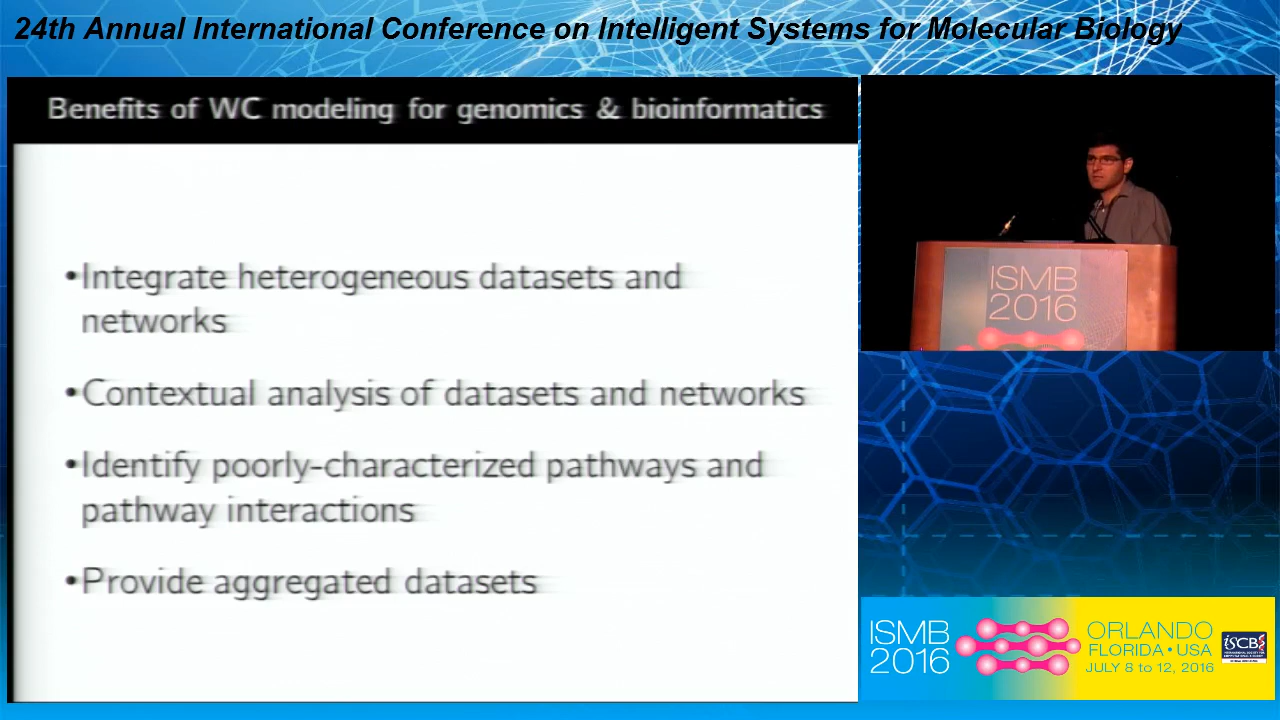 24th Annual International Conference on Intelligent Systems for Molecular Biology
Benefits of WC modeling for genomics & bioinformatics
•Integrate heterogeneous datasets and
networks
•Contextual analysis of datasets and networks
•Identify poorly-characterized pathways and
pathway interactions
•Provide aggregated datasets
ISMB
2016
ISMB
2016
ORLANDO
FLORIDA • USA
JULY 8 to 12, 2016
ISCB